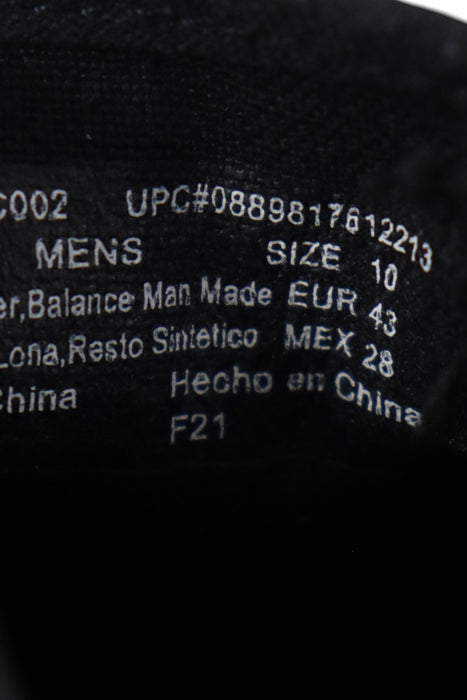 C002 UPC#0889817612213
MENS SIZE 10
er,Balance Man Made EUR 43
Lona,Resto Sintetico MEX 28
China Hecho en China
F21